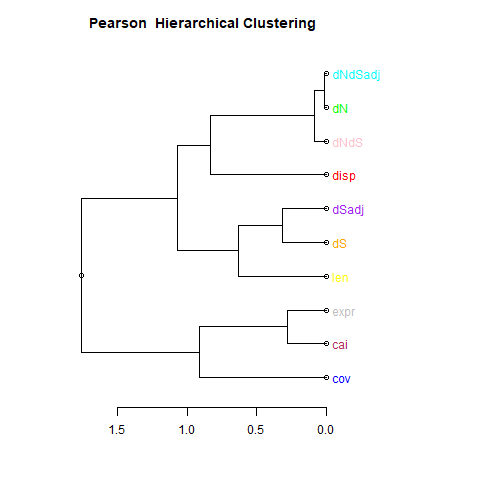 Pearson  Hierarchical Clustering
dNdSadj
dN
dNdS
disp
dSadj
dS
len
expr
cai
cov
1.5 1.0 0.5 0.0